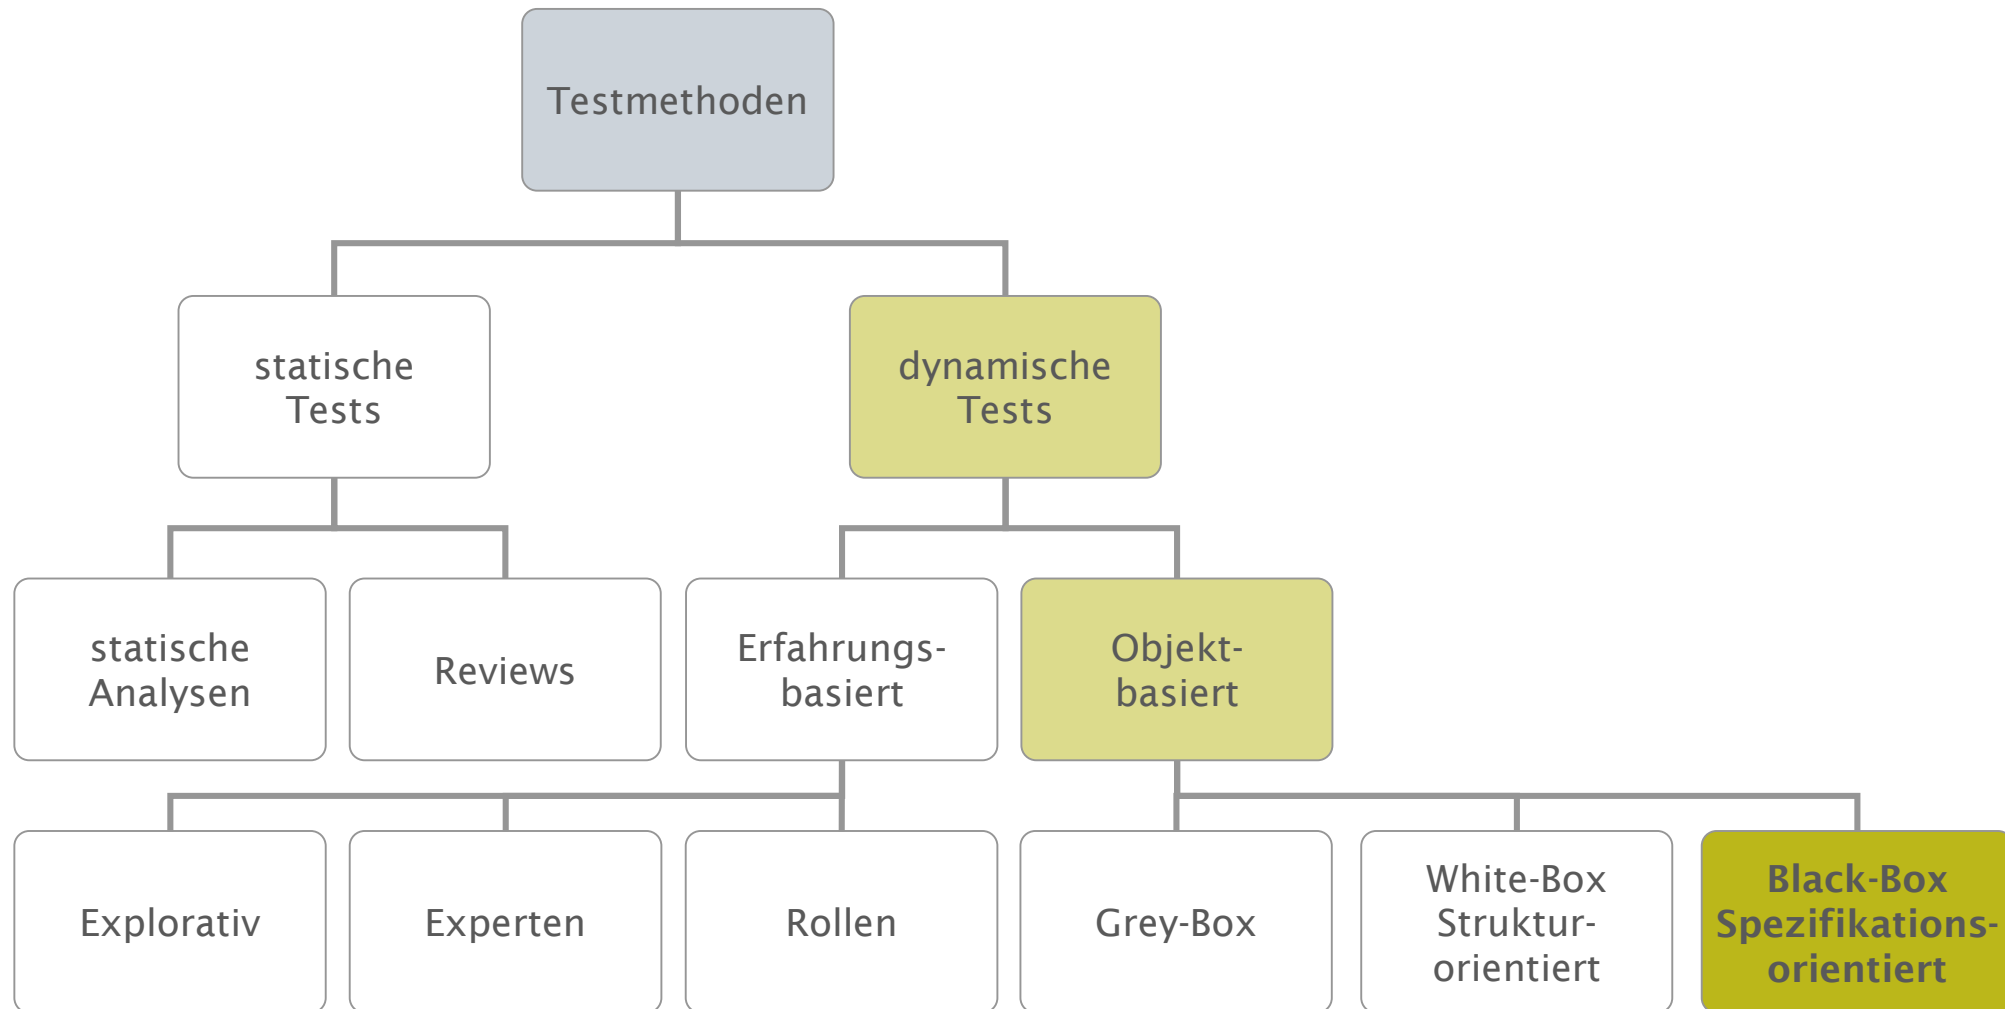 Testmethoden
statische
Tests
dynamische
Tests
statische
Analysen
Reviews
Erfahrungs-
basiert
Objekt-
basiert
Explorativ
Experten
Rollen
Grey-Box
White-Box
Struktur-
orientiert
Black-Box
Spezifikations-
orientiert